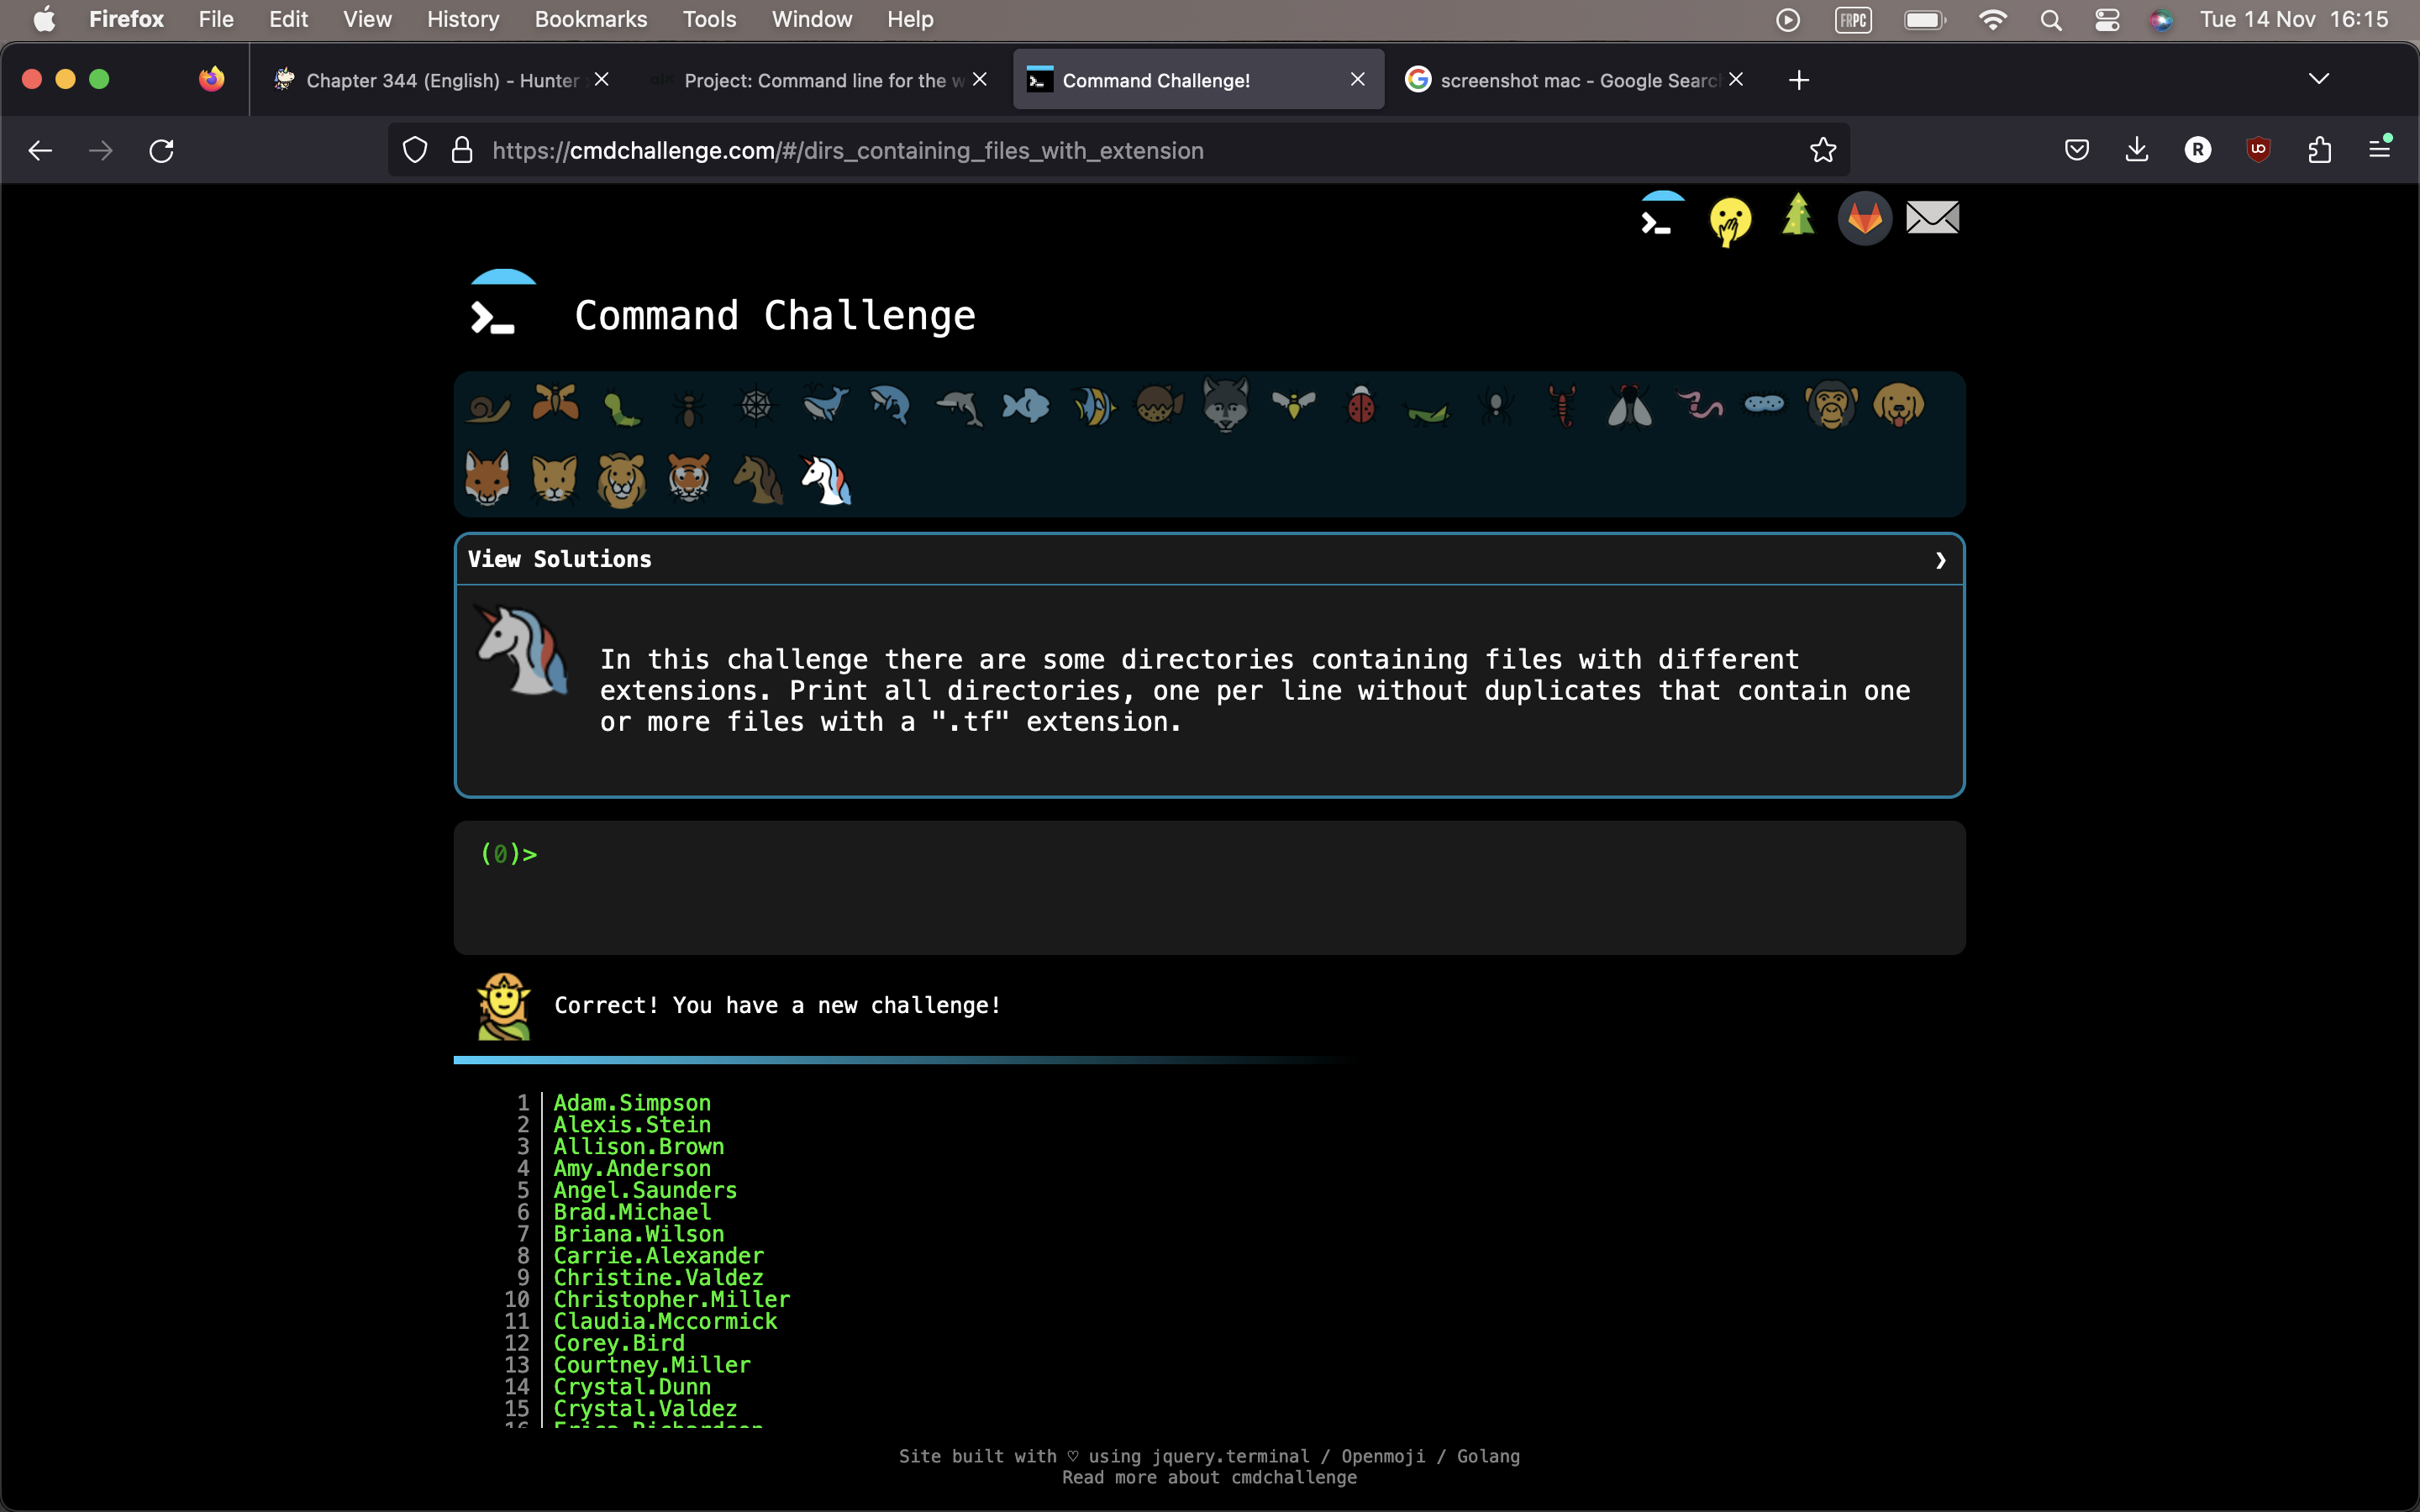 Firefox File Edit View History Bookmarks Tools Window Help FRPC Tue 14 Nov 16:15
Chapter 344 (English) - Hunter Project: Command line for the w Command Challenge! screenshot mac - Google Searc
https://cmdchallenge.com/#/dirs_containing_files_with_extension R
Command Challenge
View Solutions
In this challenge there are some directories containing files with different
extensions. Print all directories, one per line without duplicates that contain one
or more files with a ".tf" extension.
(0)>
Correct! You have a new challenge!
1 Adam.Simpson
2 Alexis.Stein
3 Allison.Brown
4 Amy.Anderson
5 Angel.Saunders
6 Brad.Michael
7 Briana.Wilson
8 Carrie.Alexander
9 Christine.Valdez
10 Christopher.Miller
11 Claudia.Mccormick
12 Corey.Bird
13 Courtney.Miller
14 Crystal.Dunn
15 Crystal.Valdez
Site built with ♡ using jquery.terminal / Openmoji / Golang
Read more about cmdchallenge